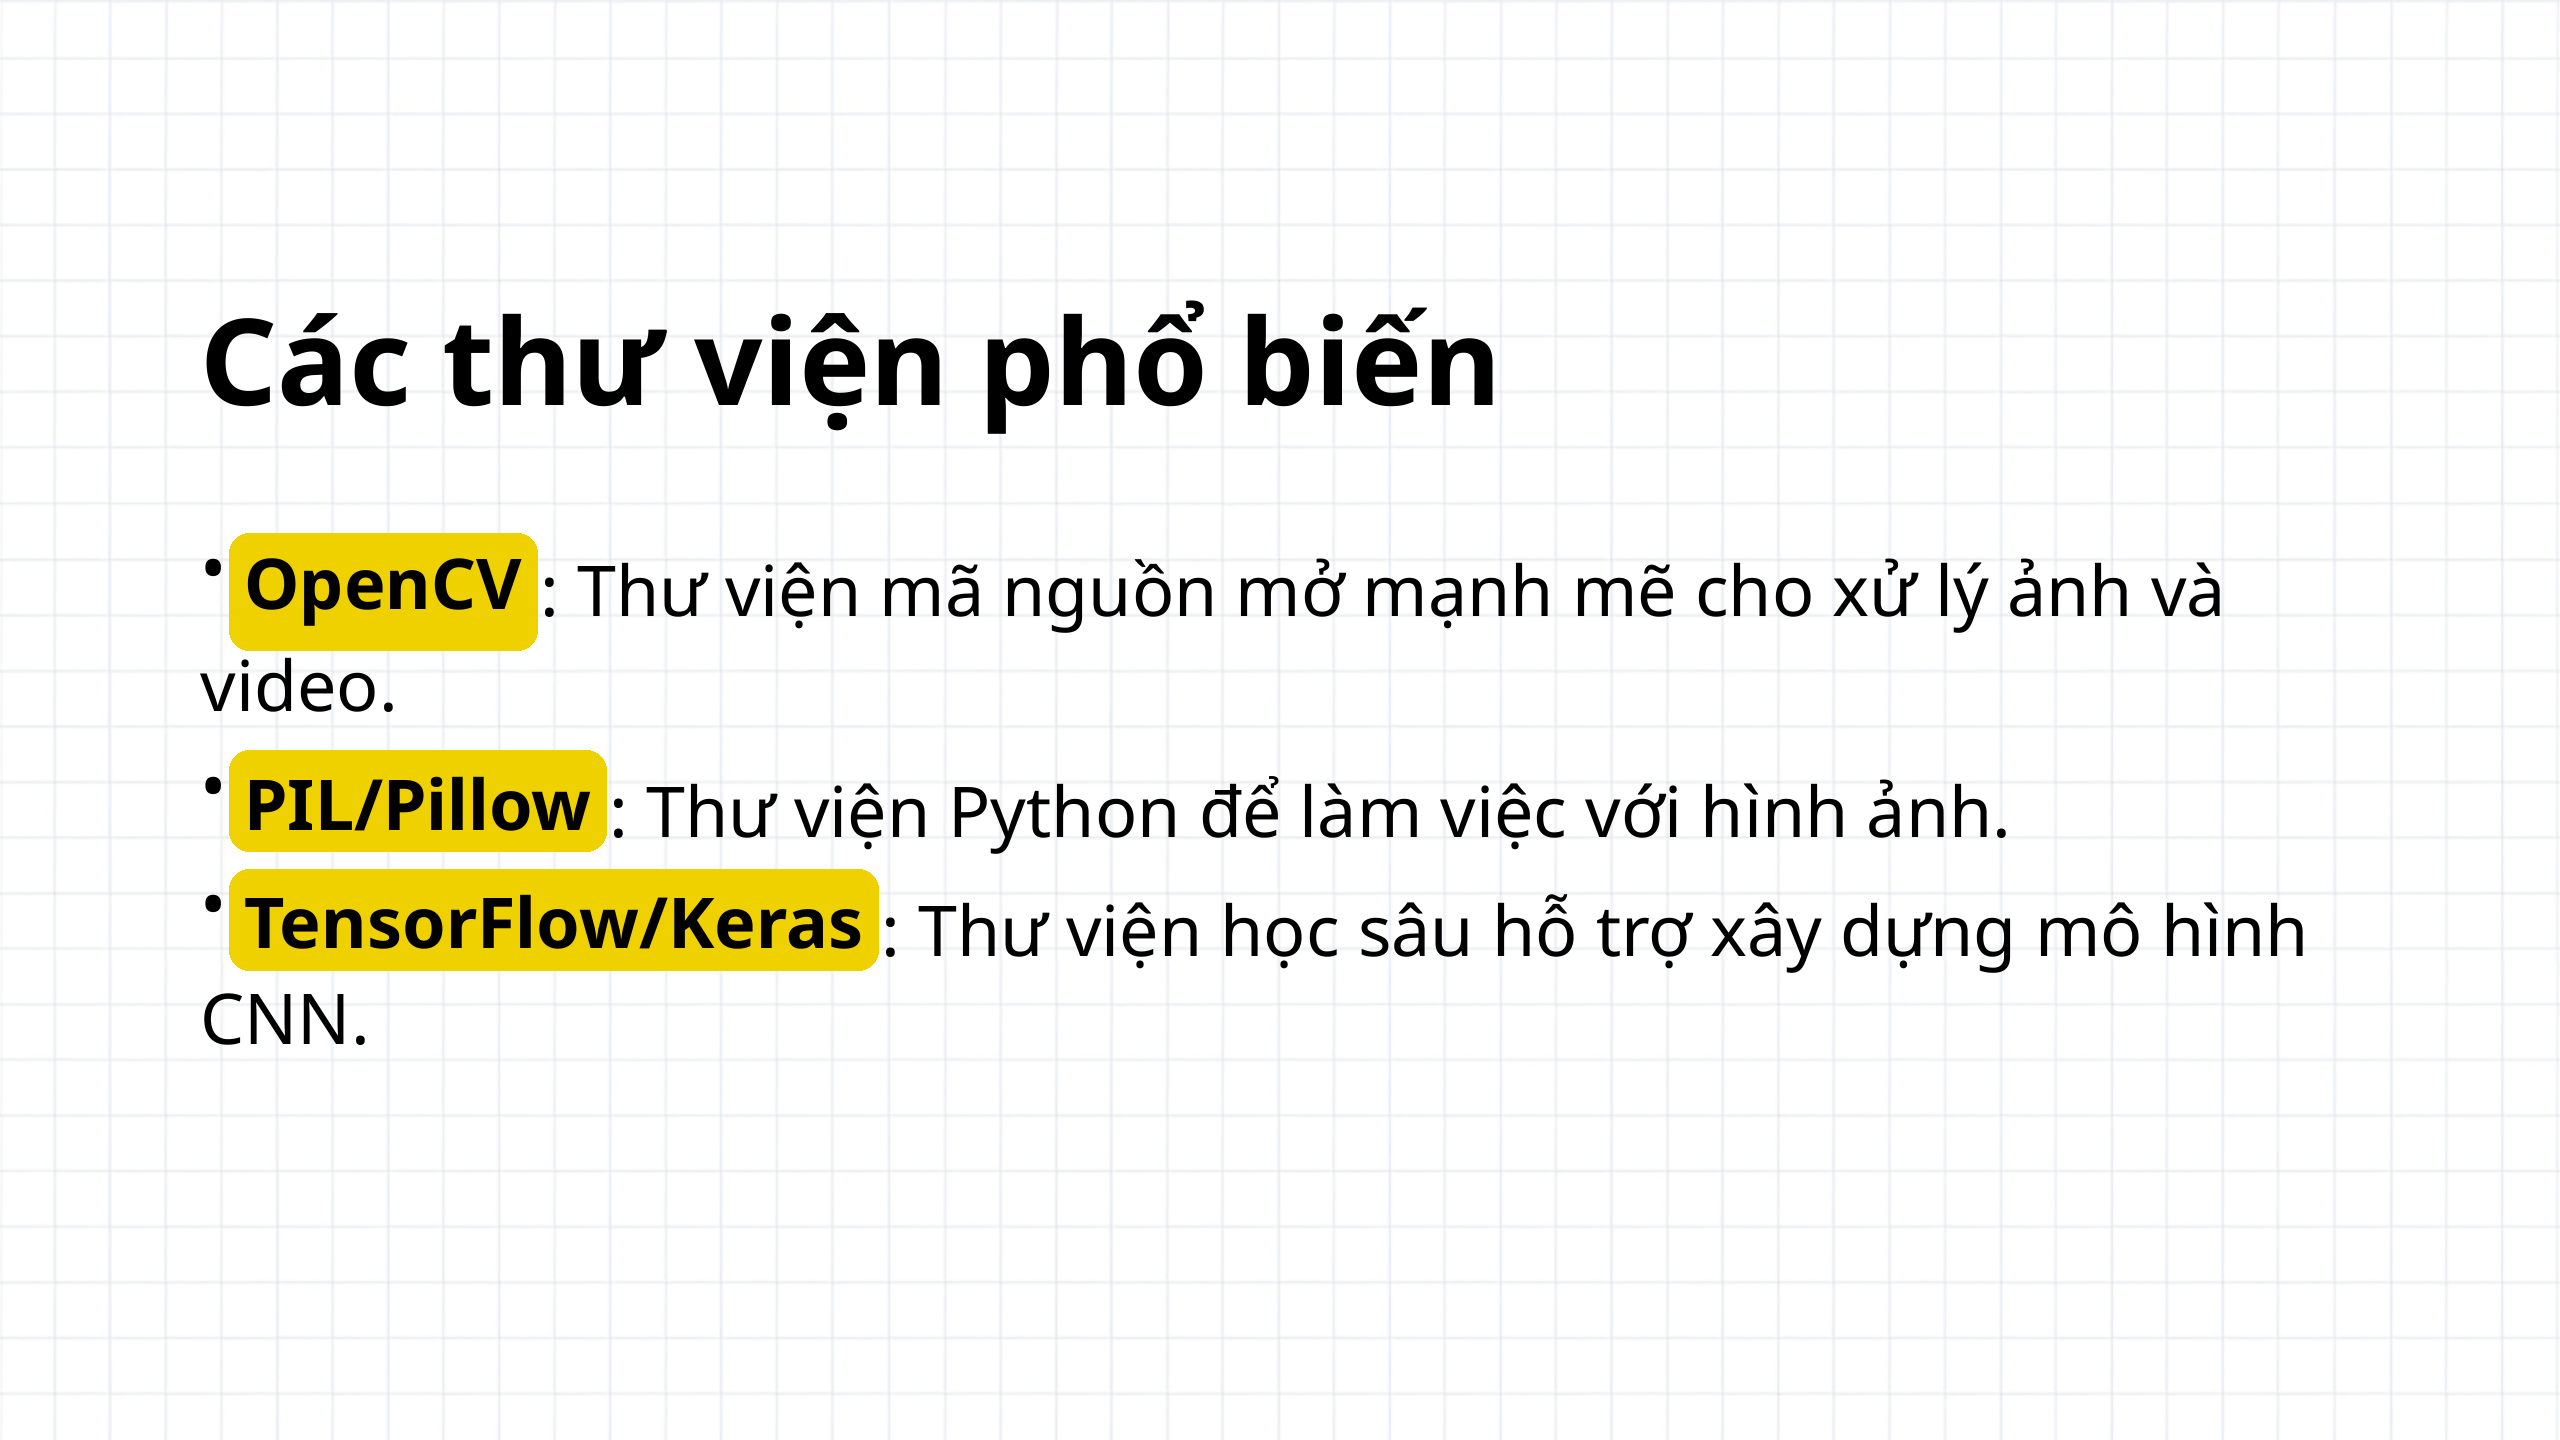 Các thư viện phổ biến
• OpenCV : Thư viện mã nguồn mở mạnh mẽ cho xử lý ảnh và
video.
• PIL/Pillow : Thư viện Python để làm việc với hình ảnh.
• TensorFlow/Keras : Thư viện học sâu hỗ trợ xây dựng mô hình
CNN.